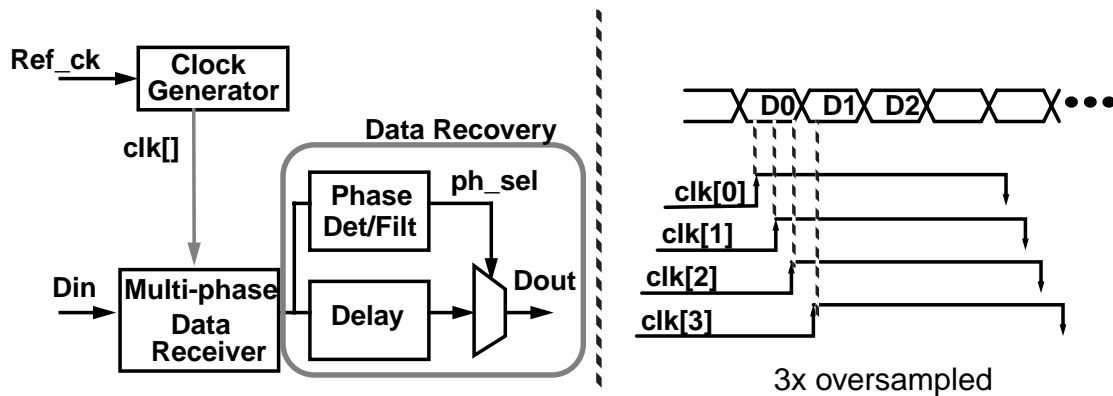 Ref_ck
Clock
Generator
clk[]
Data Recovery
Phase
Det/Filt
ph_sel
Din
Multi-phase
Data
Receiver
Delay
Dout
D0 D1 D2
clk[0]
clk[1]
clk[2]
clk[3]
3x oversampled